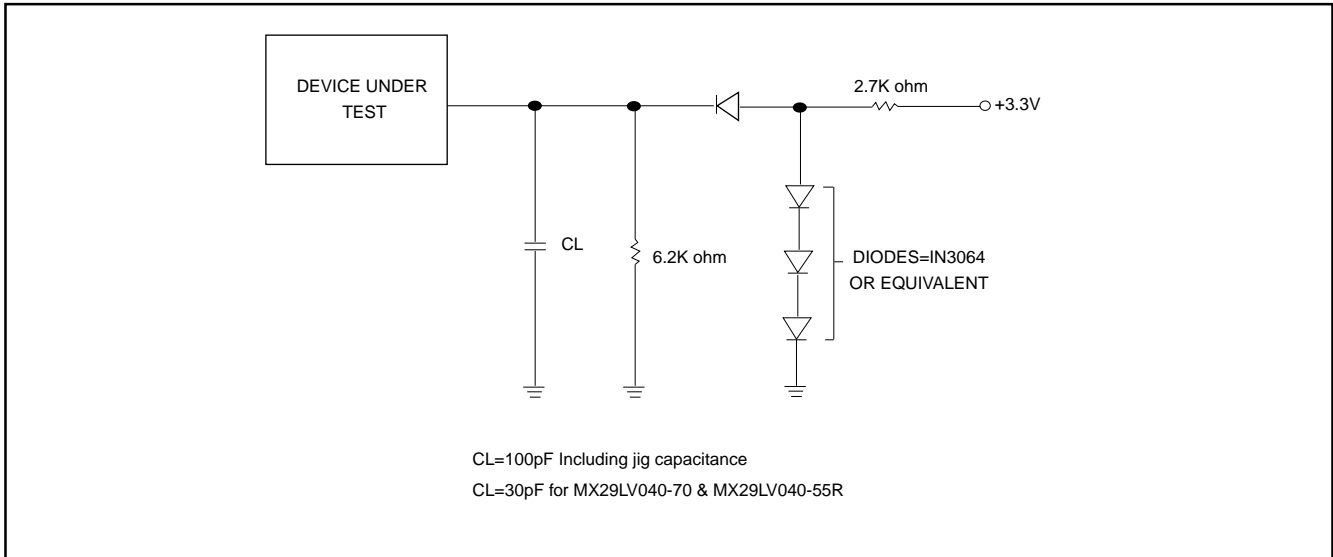 DEVICE UNDER
TEST
2.7K ohm
+3.3V
CL
6.2K ohm
DIODES=IN3064
OR EQUIVALENT
CL=100pF Including jig capacitance
CL=30pF for MX29LV040-70 & MX29LV040-55R